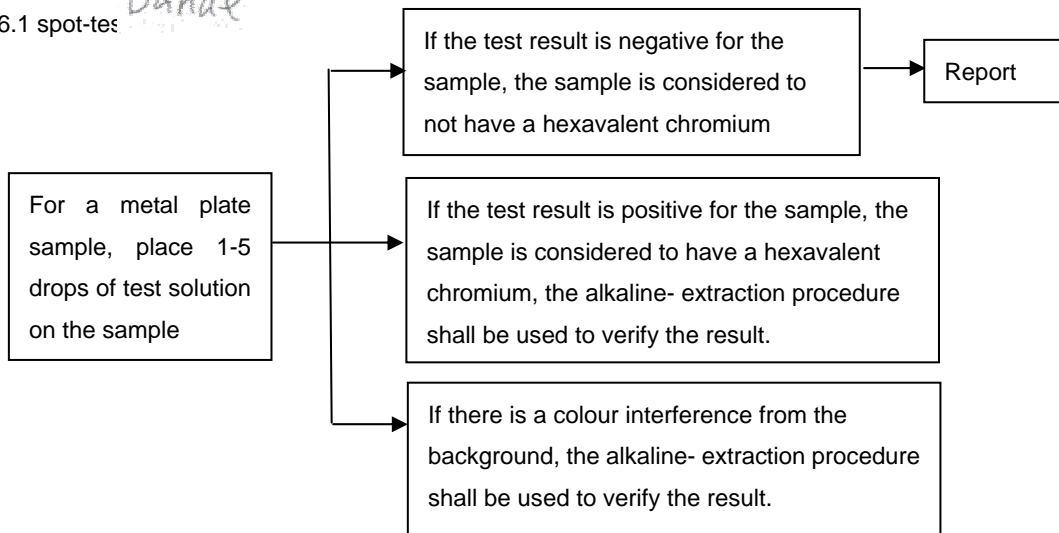 6.1 spot-tes
If the test result is negative for the
sample, the sample is considered to
not have a hexavalent chromium
Report
For a metal plate
sample, place 1-5
drops of test solution
on the sample
If the test result is positive for the sample, the
sample is considered to have a hexavalent
chromium, the alkaline- extraction procedure
shall be used to verify the result.
If there is a colour interference from the
background, the alkaline- extraction procedure
shall be used to verify the result.